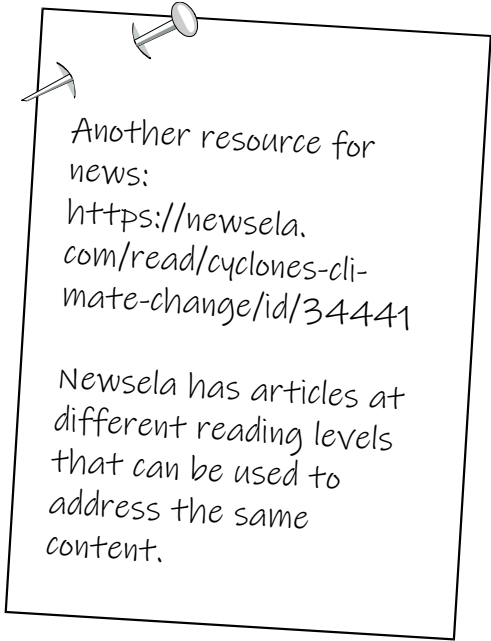 Another resource for
news:
https://newsela.
com/read/cyclones-cli-
mate-change/id/34441

Newsela has articles at
different reading levels
that can be used to
address the same
content.